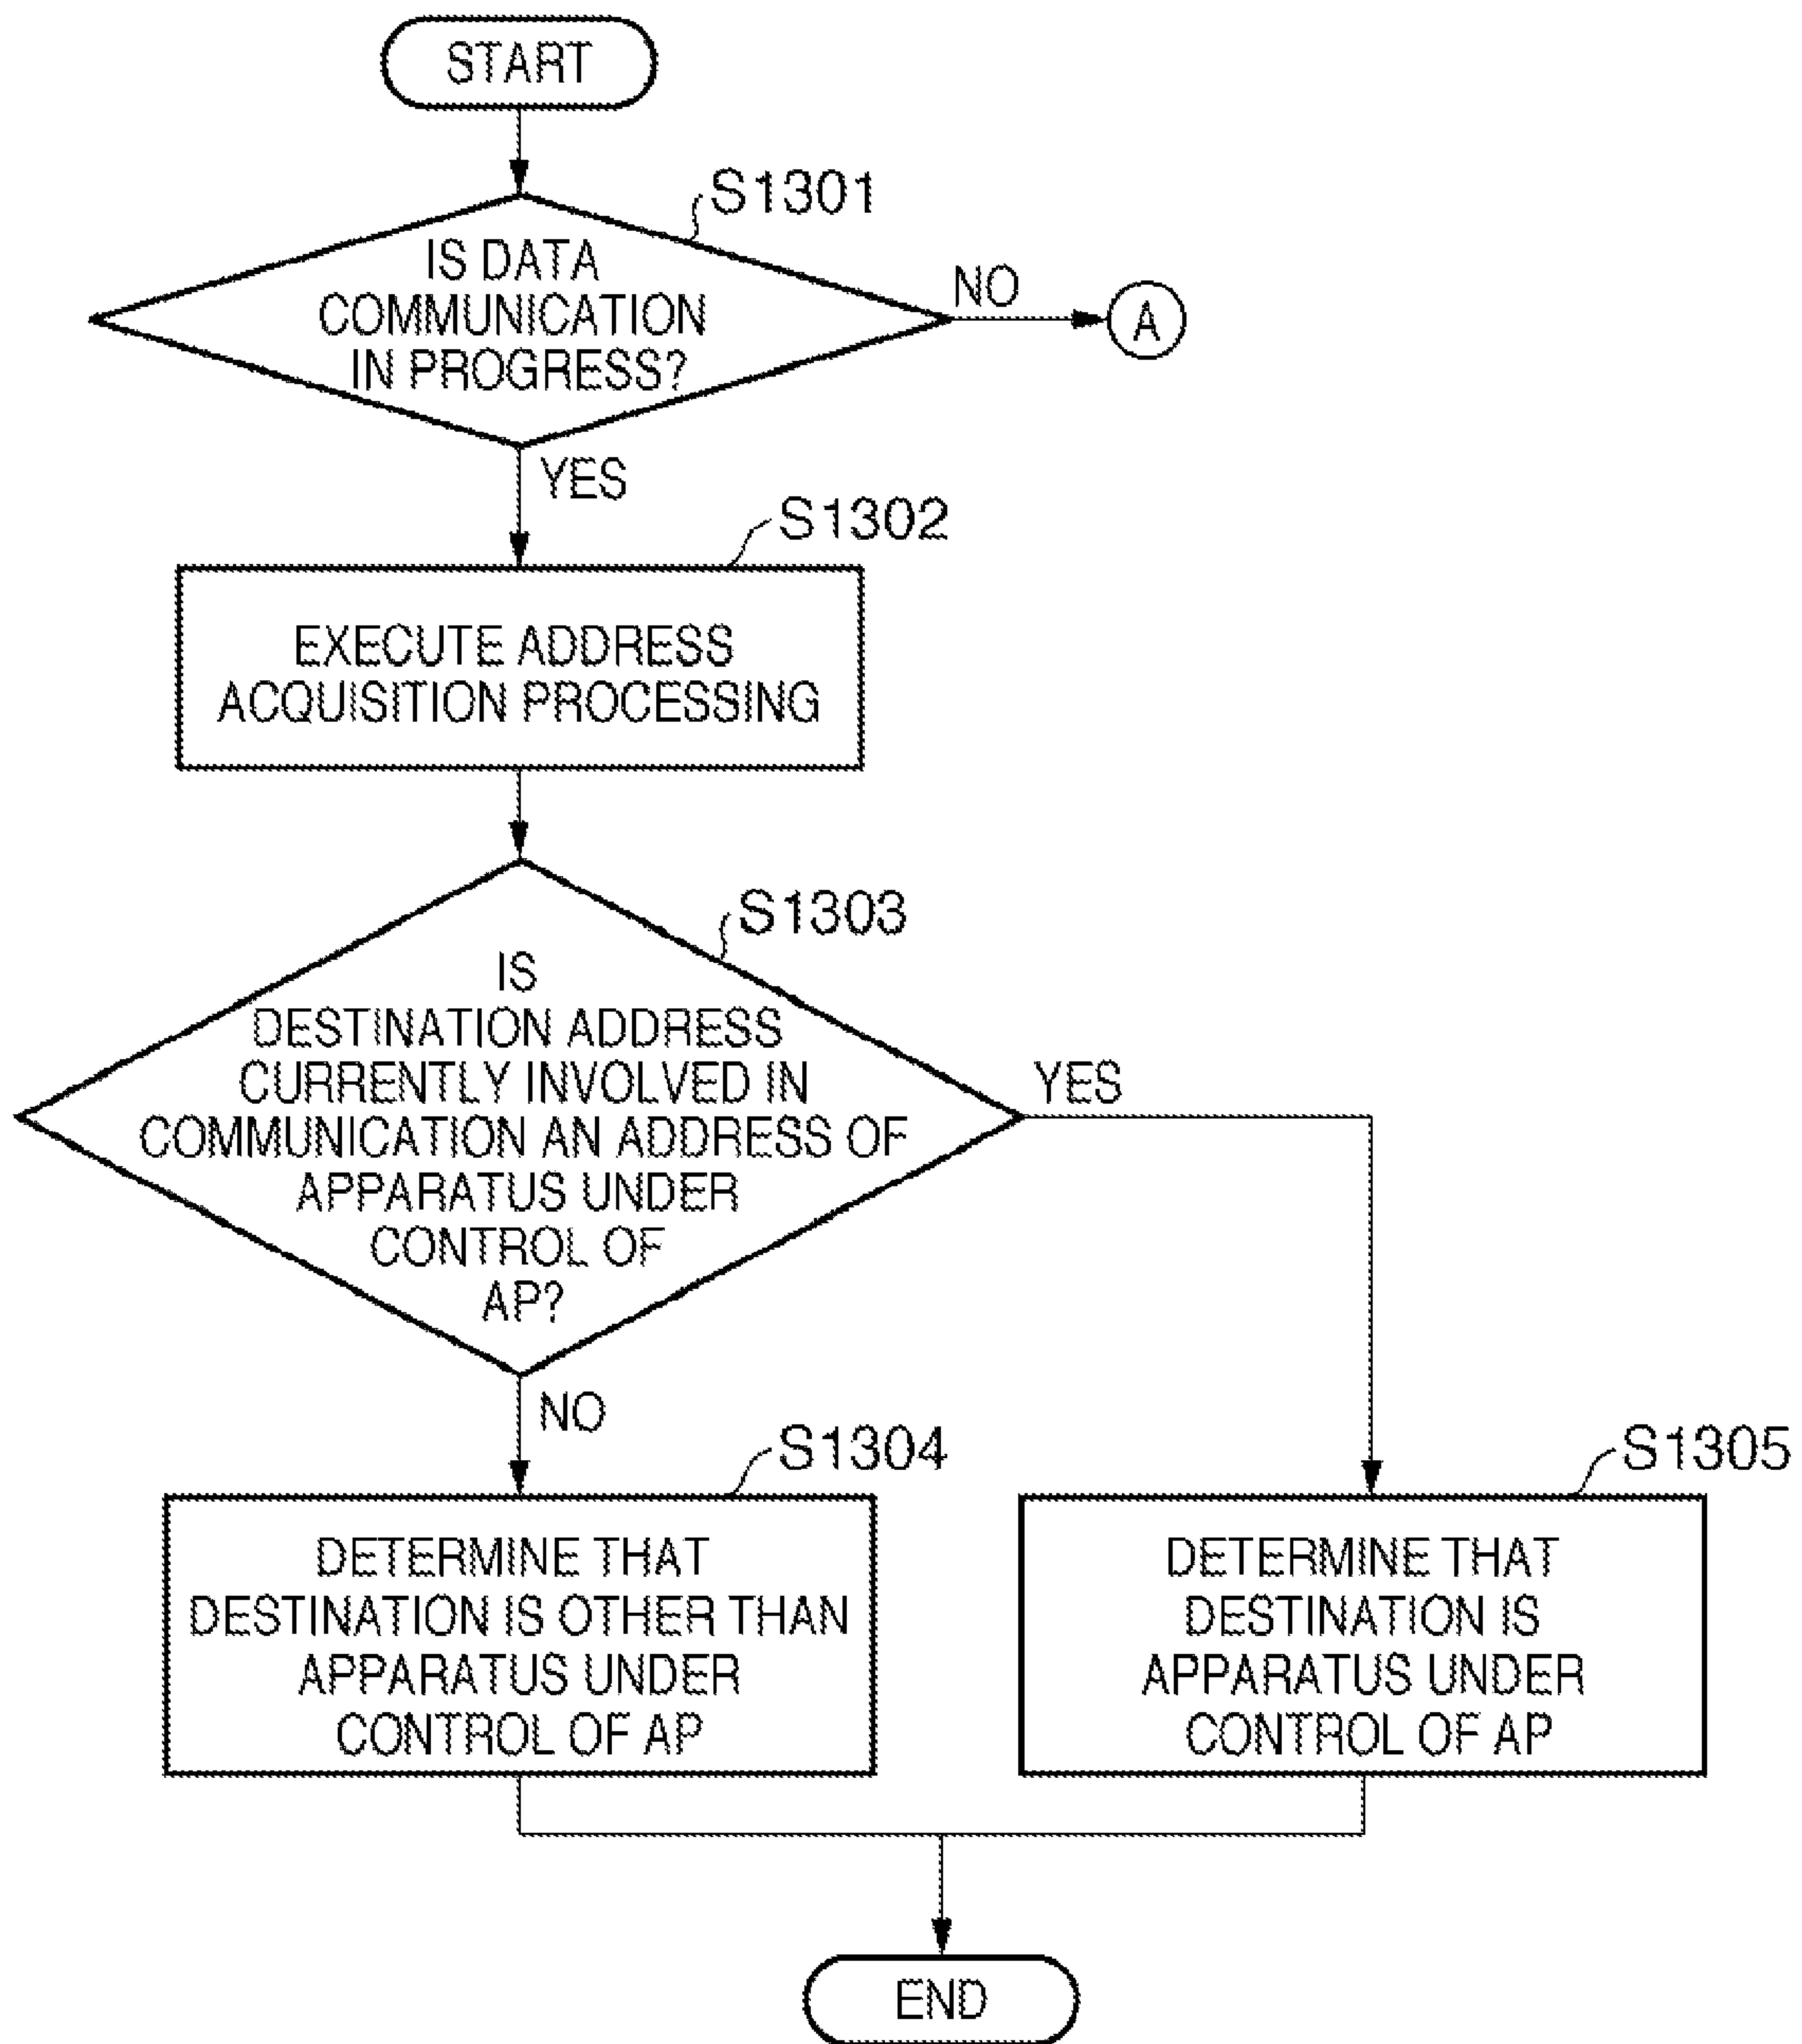 START
S1301
IS DATA
COMMUNICATION
IN PROGRESS?
NO
A
YES
S1302
EXECUTE ADDRESS
ACQUISITION PROCESSING
S1303
IS
DESTINATION ADDRESS
CURRENTLY INVOLVED IN
COMMUNICATION AN ADDRESS OF
APPARATUS UNDER
CONTROL OF
AP?
YES
NO
S1304
DETERMINE THAT
DESTINATION IS OTHER THAN
APPARATUS UNDER
CONTROL OF AP
S1305
DETERMINE THAT
DESTINATION IS
APPARATUS UNDER
CONTROL OF AP
END